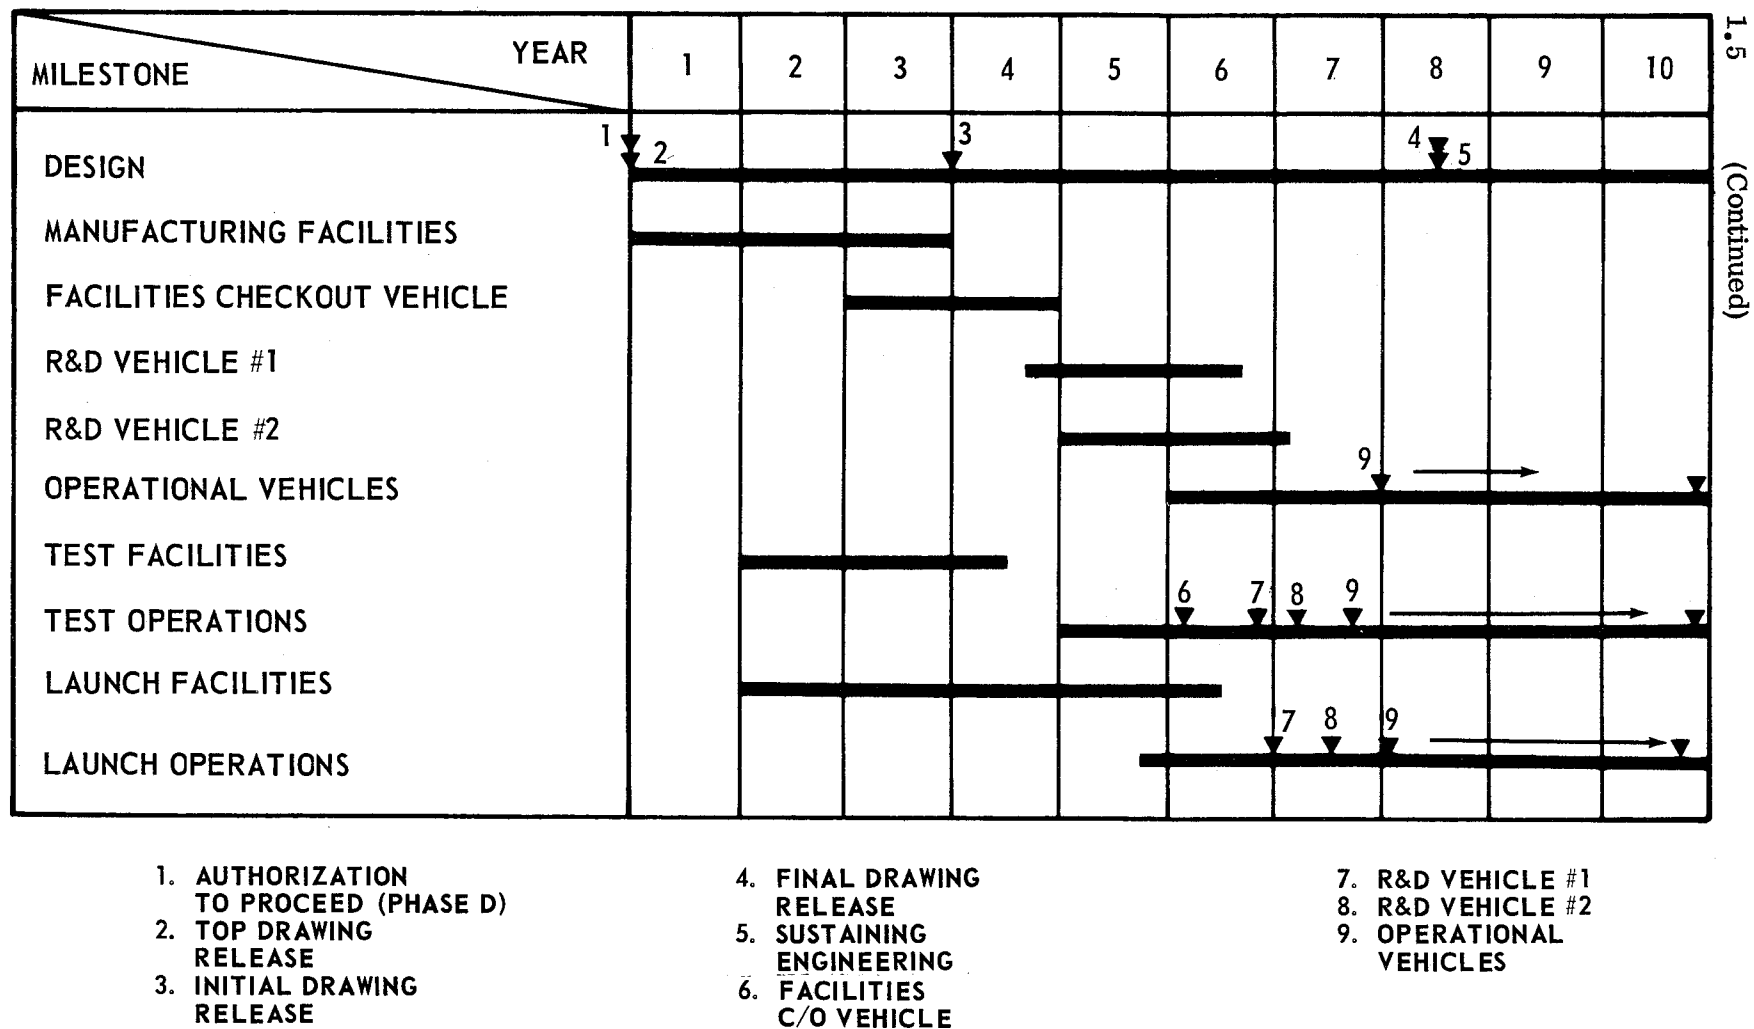 YEAR
MILESTONE
1 2 3 4 5 6 7 8 9 10
1.5 (Continued)
1 2 3 4 5
DESIGN
MANUFACTURING FACILITIES
FACILITIES CHECKOUT VEHICLE
R&D VEHICLE #1
R&D VEHICLE #2
9
OPERATIONAL VEHICLES
TEST FACILITIES
6 7 8 9
TEST OPERATIONS
LAUNCH FACILITIES
7 8 9
LAUNCH OPERATIONS
1. AUTHORIZATION
TO PROCEED (PHASE D)
2. TOP DRAWING
RELEASE
3. INITIAL DRAWING
RELEASE
4. FINAL DRAWING
RELEASE
5. SUSTAINING
ENGINEERING
6. FACILITIES
C/O VEHICLE
7. R&D VEHICLE #1
8. R&D VEHICLE #2
9. OPERATIONAL
VEHICLES